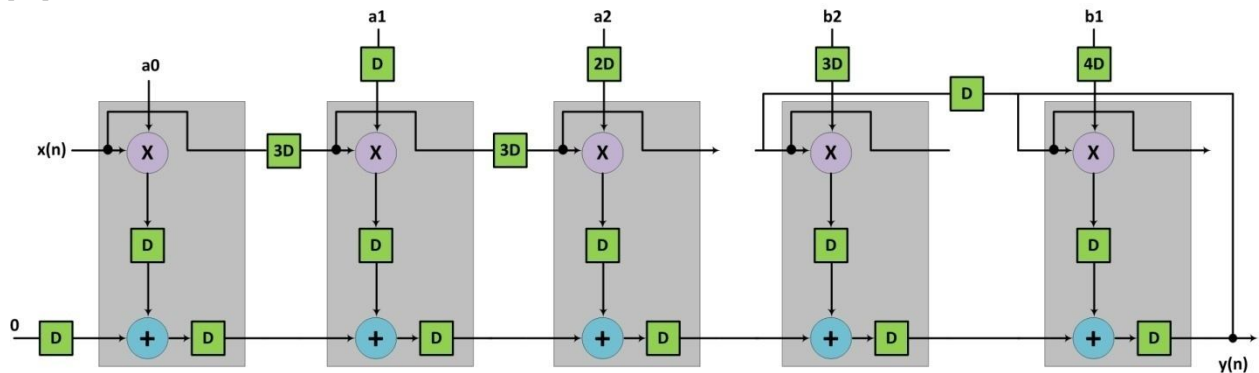 a1 a2 b2 b1
a0 D 2D 3D 4D
D
x(n) X 3D X 3D X X X
D D D D D
0 D + D + D + D + D + D
y(n)